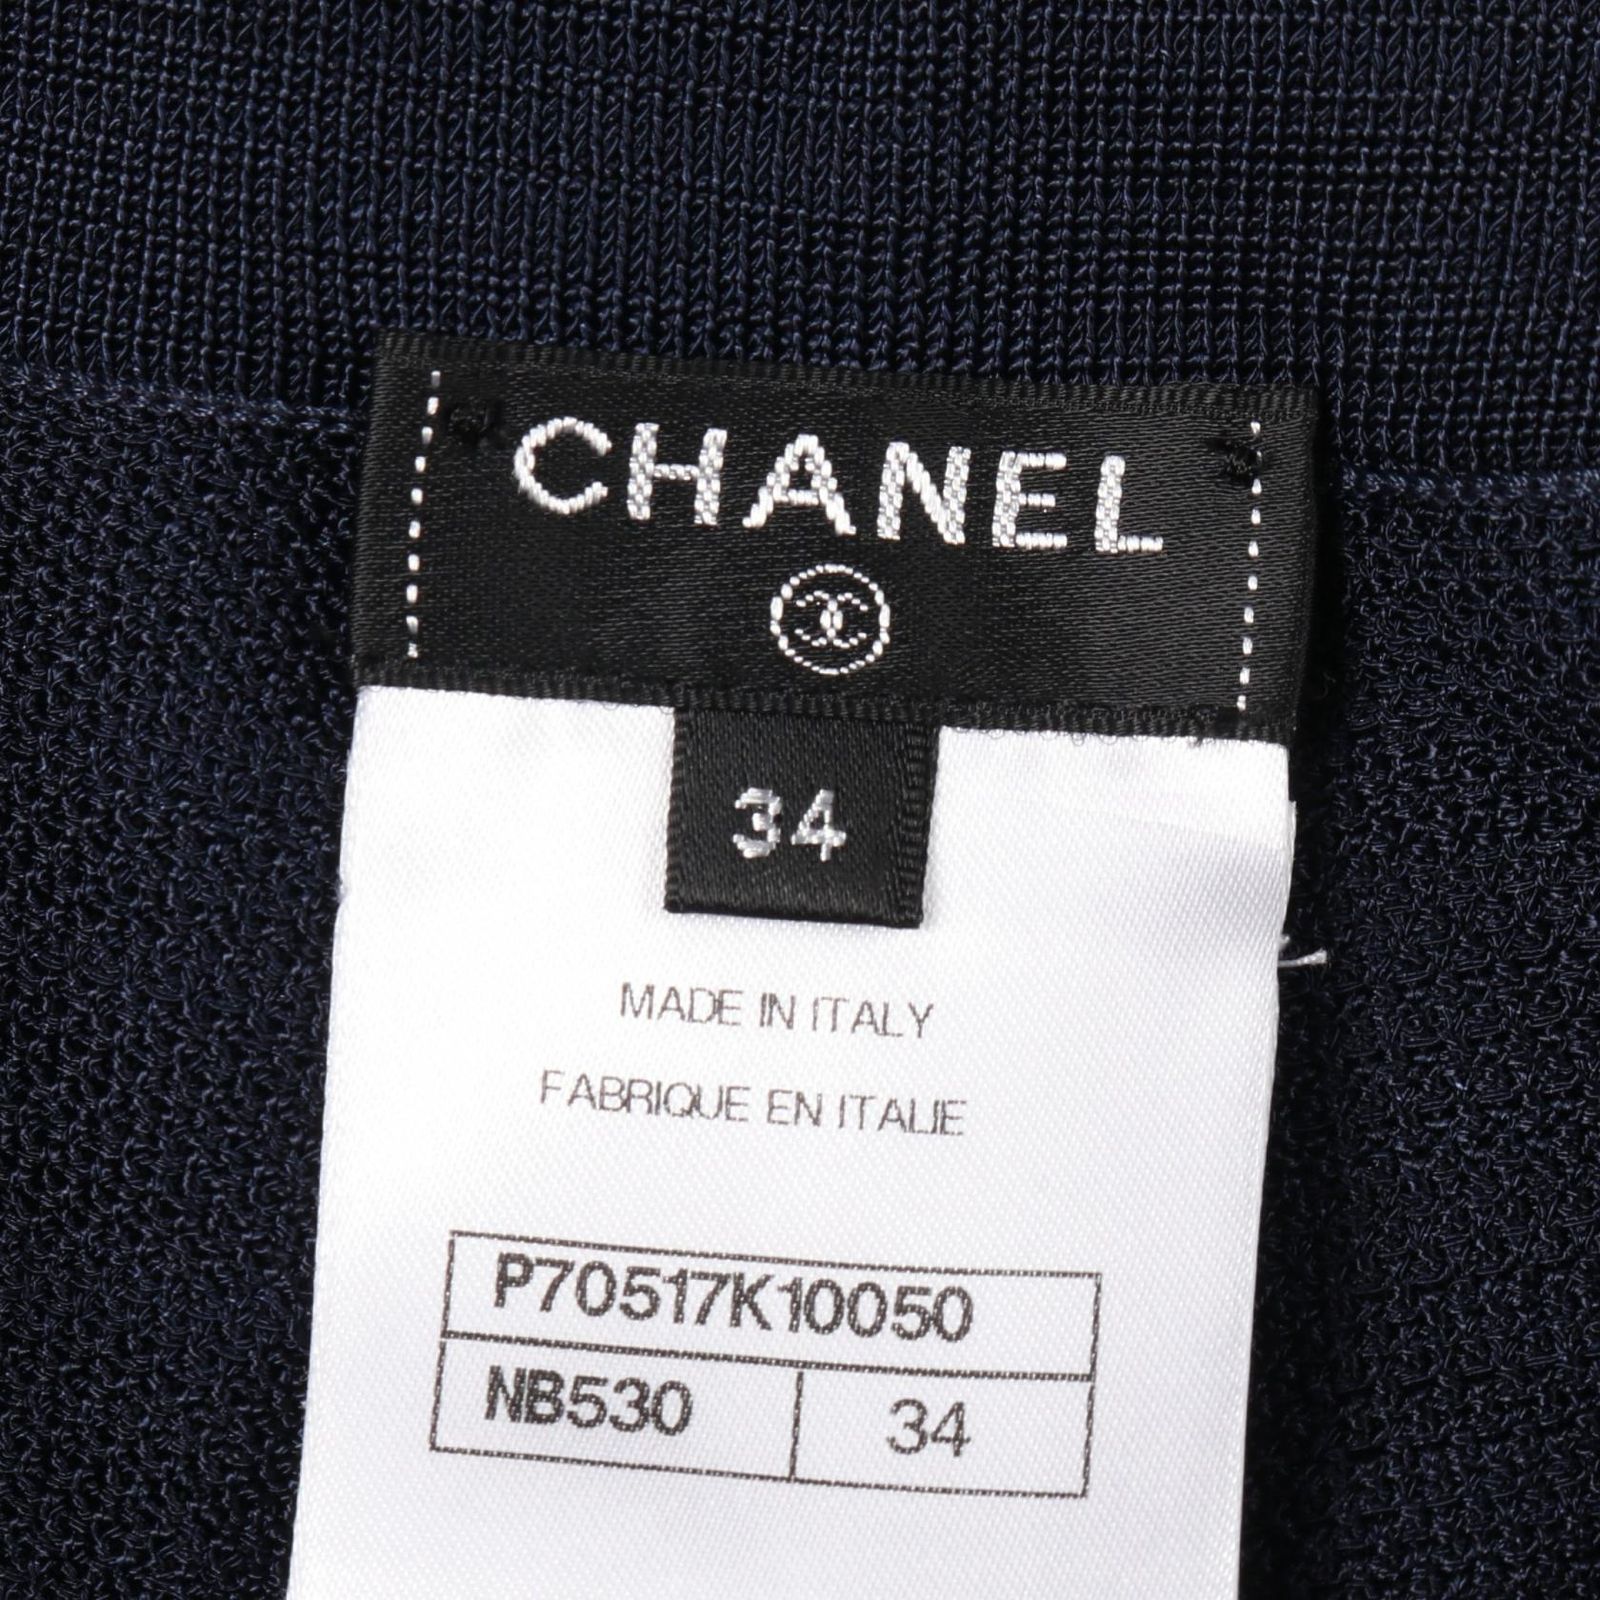 CHANEL
34
MADE IN ITALY
FABRIQUE EN ITALIE
P70517K10050
NB530 34